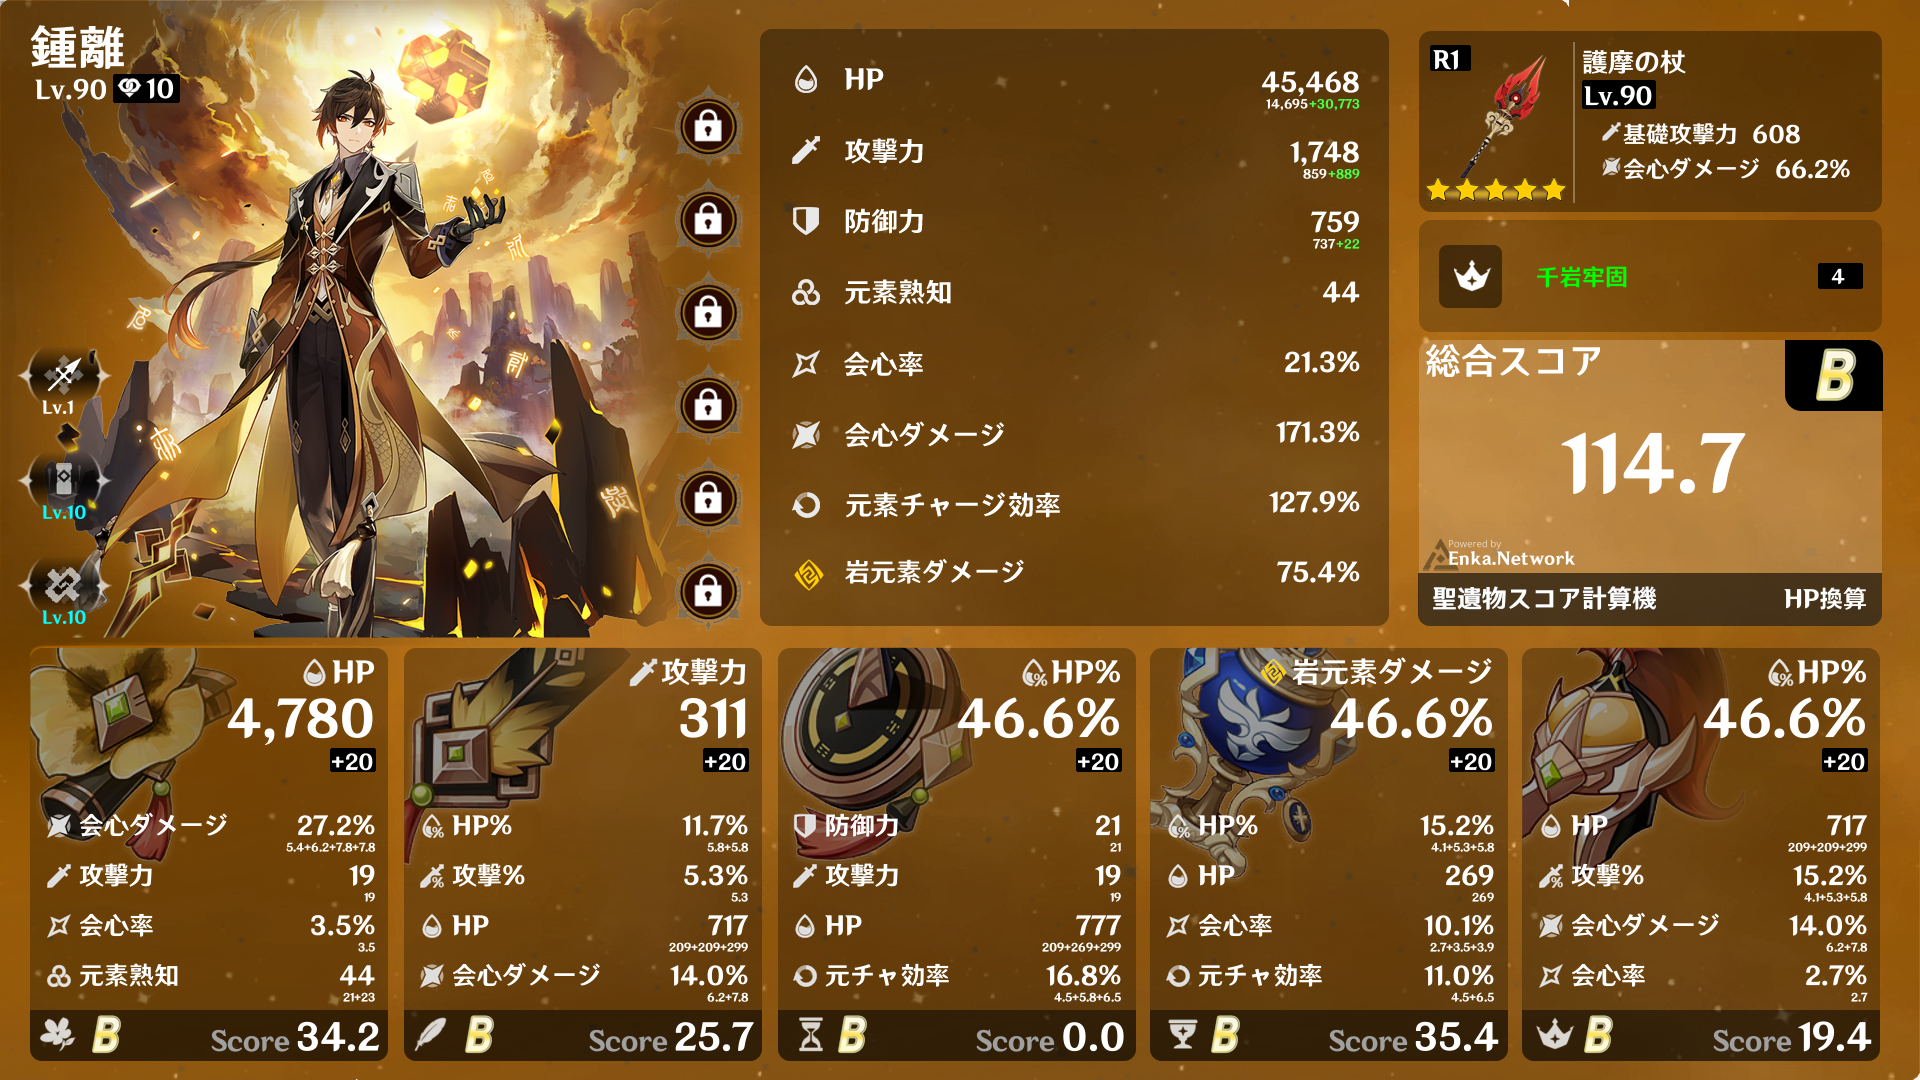 鍾離
Lv.90 10
Lv.1
Lv.10
Lv.10
HP 45,468
14,695+30,773
攻撃力 1,748
859+889
防御力 759
737+22
元素熟知 44
会心率 21.3%
会心ダメージ 171.3%
元素チャージ効率 127.9%
岩元素ダメージ 75.4%
R1
護摩の杖
Lv.90
基礎攻撃力 608
会心ダメージ 66.2%
千岩牢固 4
総合スコア B
114.7
Powered by
Enka.Network
聖遺物スコア計算機 HP換算
HP
4,780
+20
会心ダメージ 27.2%
5.4+6.2+7.8+7.8
攻撃力 19
19
会心率 3.5%
3.5
元素熟知 44
21+23
B Score 34.2
攻撃力
311
+20
HP% 11.7%
5.8+5.8
攻撃% 5.3%
5.3
HP 717
209+209+299
会心ダメージ 14.0%
6.2+7.8
B Score 25.7
HP%
46.6%
+20
防御力 21
21
攻撃力 19
19
HP 777
209+269+299
元チャ効率 16.8%
4.5+5.8+6.5
B Score 0.0
岩元素ダメージ
46.6%
+20
HP% 15.2%
4.1+5.3+5.8
HP 269
269
会心率 10.1%
2.7+3.5+3.9
元チャ効率 11.0%
4.5+6.5
B Score 35.4
HP%
46.6%
+20
HP 717
209+209+299
攻撃% 15.2%
4.1+5.3+5.8
会心ダメージ 14.0%
6.2+7.8
会心率 2.7%
2.7
B Score 19.4